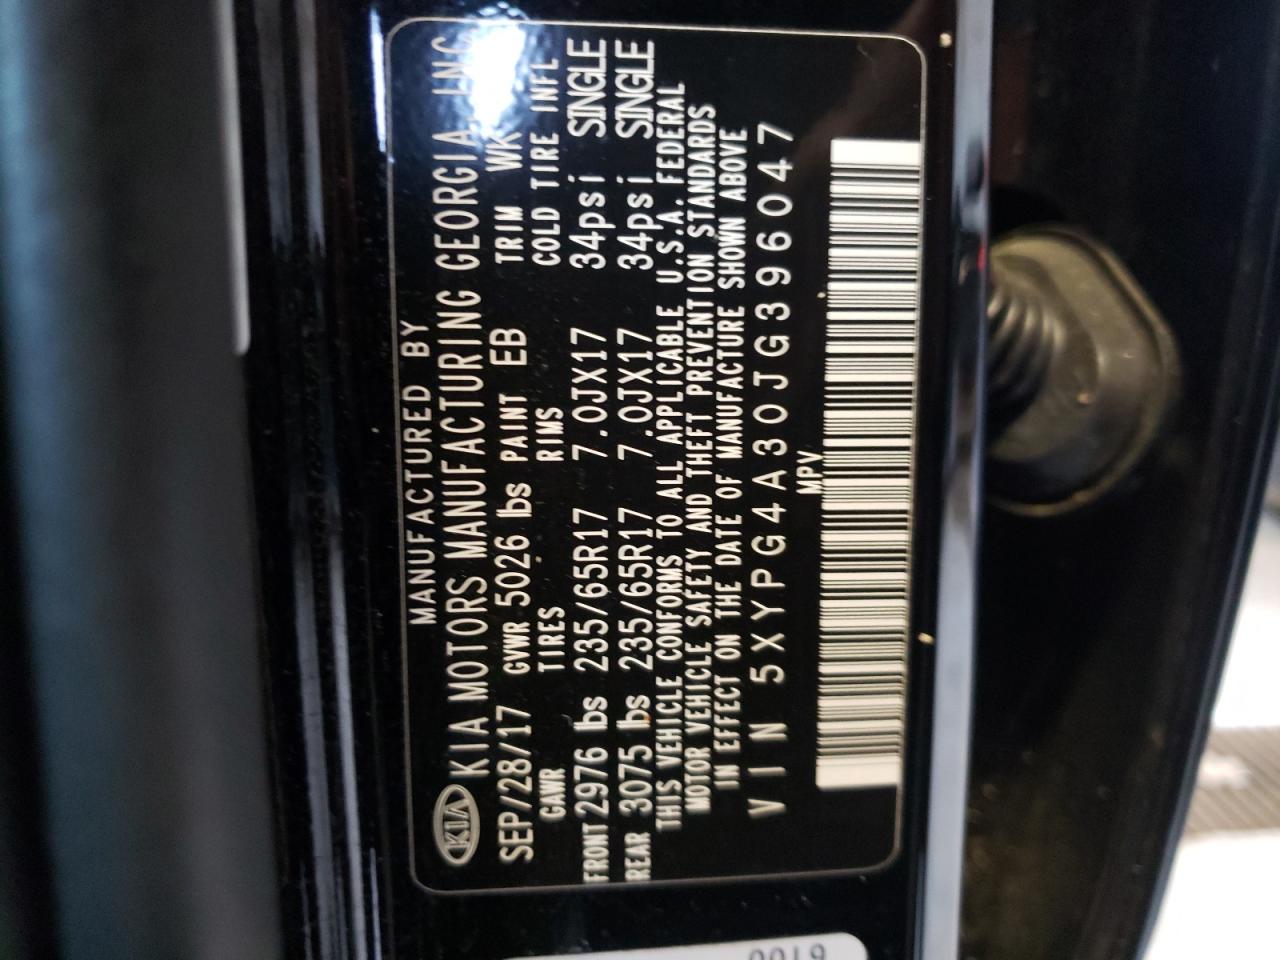 MANUFACTURED BY
KIA KIA MOTORS MANUFACTURING GEORGIA, INC.
SEP/28/17 GVWR 5026 lbs PAINT EB TRIM WK
GAWR TIRES RIMS COLD TIRE INFL
FRONT 2976 lbs 235/65R17 7.0JX17 34psi SINGLE
REAR 3075 lbs 235/65R17 7.0JX17 34psi SINGLE
THIS VEHICLE CONFORMS TO ALL APPLICABLE U.S.A. FEDERAL
MOTOR VEHICLE SAFETY AND THEFT PREVENTION STANDARDS
IN EFFECT ON THE DATE OF MANUFACTURE SHOWN ABOVE
VIN 5XYPG4A30JG396047
MPV